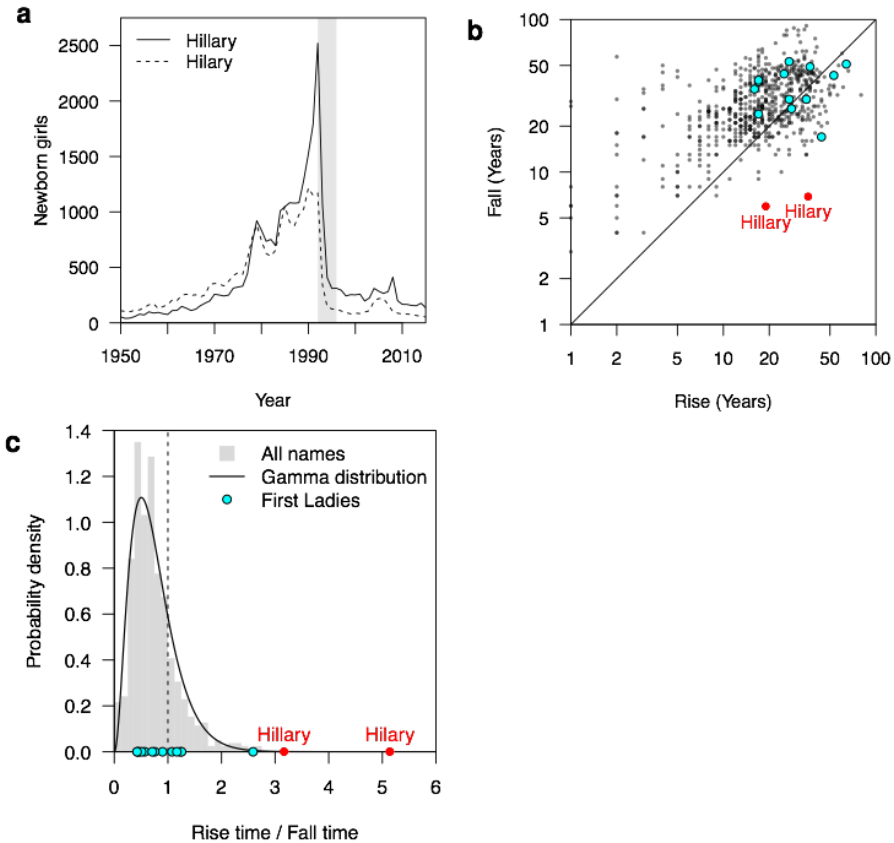 a
2500
2000
1500
1000
500
0
Newborn girls
Hillary
Hilary
1950
1970
1990
2010
Year
b
100
50
20
10
5
2
1
Fall (Years)
Hillary
Hilary
1
2
5
10
20
50
100
Rise (Years)
c
1.4
1.2
1.0
0.8
0.6
0.4
0.2
0.0
Probability density
All names
Gamma distribution
First Ladies
Hillary
Hilary
0
1
2
3
4
5
6
Rise time / Fall time